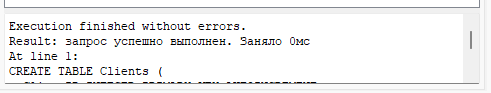 Execution finished without errors.
Result: запрос успешно выполнен. Заняло 0мс
At line 1:
CREATE TABLE Clients (